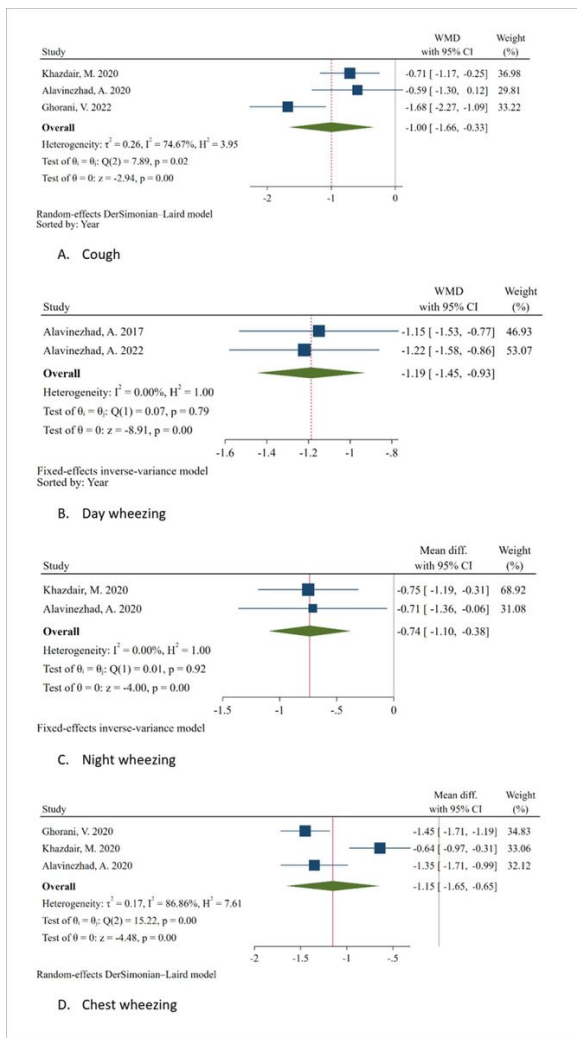 WMD Weight
Study with 95% CI (%)
Khazdair, M. 2020 -0.71 [ -1.17, -0.25] 36.98
Alavinezhad, A. 2020 -0.59 [ -1.30, 0.12] 29.81
Ghorani, V. 2022 -1.68 [ -2.27, -1.09] 33.22
Overall -1.00 [ -1.66, -0.33]
Heterogeneity: τ² = 0.26, I² = 74.67%, H² = 3.95
Test of θᵢ = θⱼ: Q(2) = 7.89, p = 0.02
Test of θ = 0: z = -2.94, p = 0.00
-2 -1 0
Random-effects DerSimonian–Laird model
Sorted by: Year
A. Cough
WMD Weight
Study with 95% CI (%)
Alavinezhad, A. 2017 -1.15 [ -1.53, -0.77] 46.93
Alavinezhad, A. 2022 -1.22 [ -1.58, -0.86] 53.07
Overall -1.19 [ -1.45, -0.93]
Heterogeneity: I² = 0.00%, H² = 1.00
Test of θᵢ = θⱼ: Q(1) = 0.07, p = 0.79
Test of θ = 0: z = -8.91, p = 0.00
-1.6 -1.4 -1.2 -1 -.8
Fixed-effects inverse-variance model
Sorted by: Year
B. Day wheezing
Mean diff. Weight
Study with 95% CI (%)
Khazdair, M. 2020 -0.75 [ -1.19, -0.31] 68.92
Alavinezhad, A. 2020 -0.71 [ -1.36, -0.06] 31.08
Overall -0.74 [ -1.10, -0.38]
Heterogeneity: I² = 0.00%, H² = 1.00
Test of θᵢ = θⱼ: Q(1) = 0.01, p = 0.92
Test of θ = 0: z = -4.00, p = 0.00
-1.5 -1 -.5 0
Fixed-effects inverse-variance model
C. Night wheezing
Mean diff. Weight
Study with 95% CI (%)
Ghorani, V. 2020 -1.45 [ -1.71, -1.19] 34.83
Khazdair, M. 2020 -0.64 [ -0.97, -0.31] 33.06
Alavinezhad, A. 2020 -1.35 [ -1.71, -0.99] 32.12
Overall -1.15 [ -1.65, -0.65]
Heterogeneity: τ² = 0.17, I² = 86.86%, H² = 7.61
Test of θᵢ = θⱼ: Q(2) = 15.22, p = 0.00
Test of θ = 0: z = -4.48, p = 0.00
-2 -1.5 -1 -.5
Random-effects DerSimonian–Laird model
D. Chest wheezing